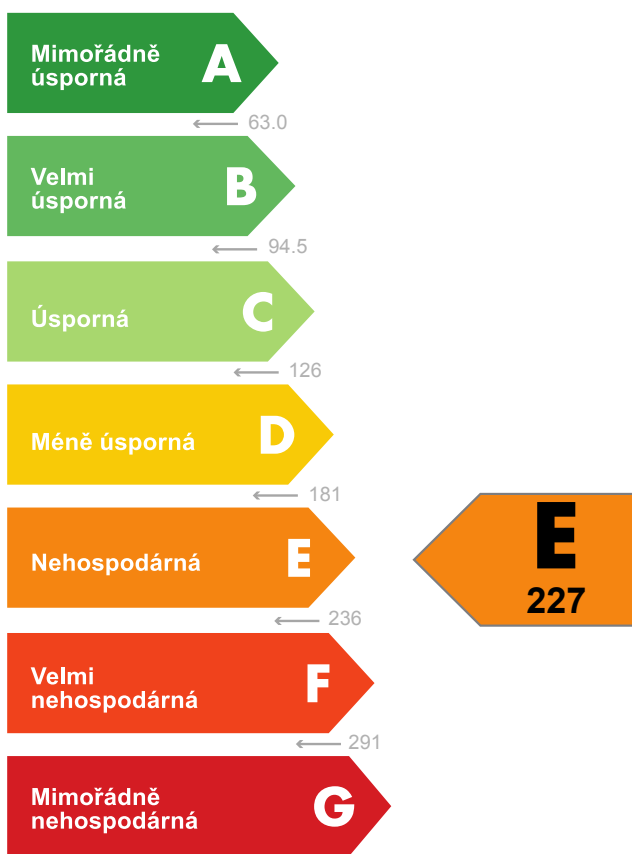 Mimořádně
úsporná
A
63.0
Velmi
úsporná
B
94.5
Úsporná
C
126
Méně úsporná
D
181
Nehospodárná
E
236
E
227
Velmi
nehospodárná
F
291
Mimořádně
nehospodárná
G